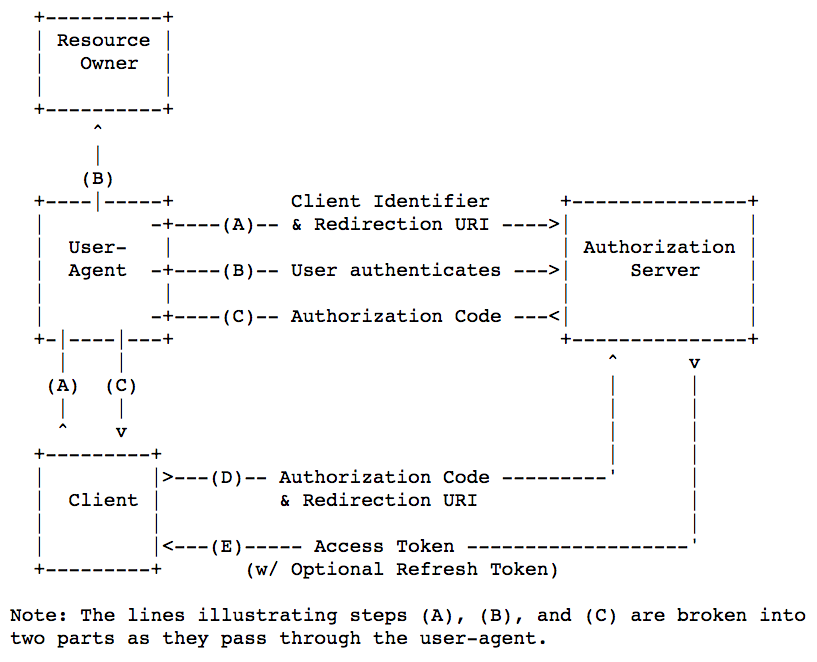 +----------+
| Resource |
|   Owner  |
|          |
+----------+
     ^
     |
    (B)
+----|-----+          Client Identifier      +---------------+
|         -+----(A)-- & Redirection URI ---->|               |
|  User-   |                                 | Authorization |
|  Agent  -+----(B)-- User authenticates --->|     Server    |
|          |                                 |               |
|         -+----(C)-- Authorization Code ---<|               |
+-|----|---+                                 +---------------+
  |    |                                         ^      v
 (A)  (C)                                        |      |
  |    |                                         |      |
  ^    v                                         |      |
+---------+                                      |      |
|         |>---(D)-- Authorization Code ---------'      |
|  Client |          & Redirection URI                  |
|         |                                             |
|         |<---(E)----- Access Token -------------------'
+---------+       (w/ Optional Refresh Token)
Note: The lines illustrating steps (A), (B), and (C) are broken into
two parts as they pass through the user-agent.